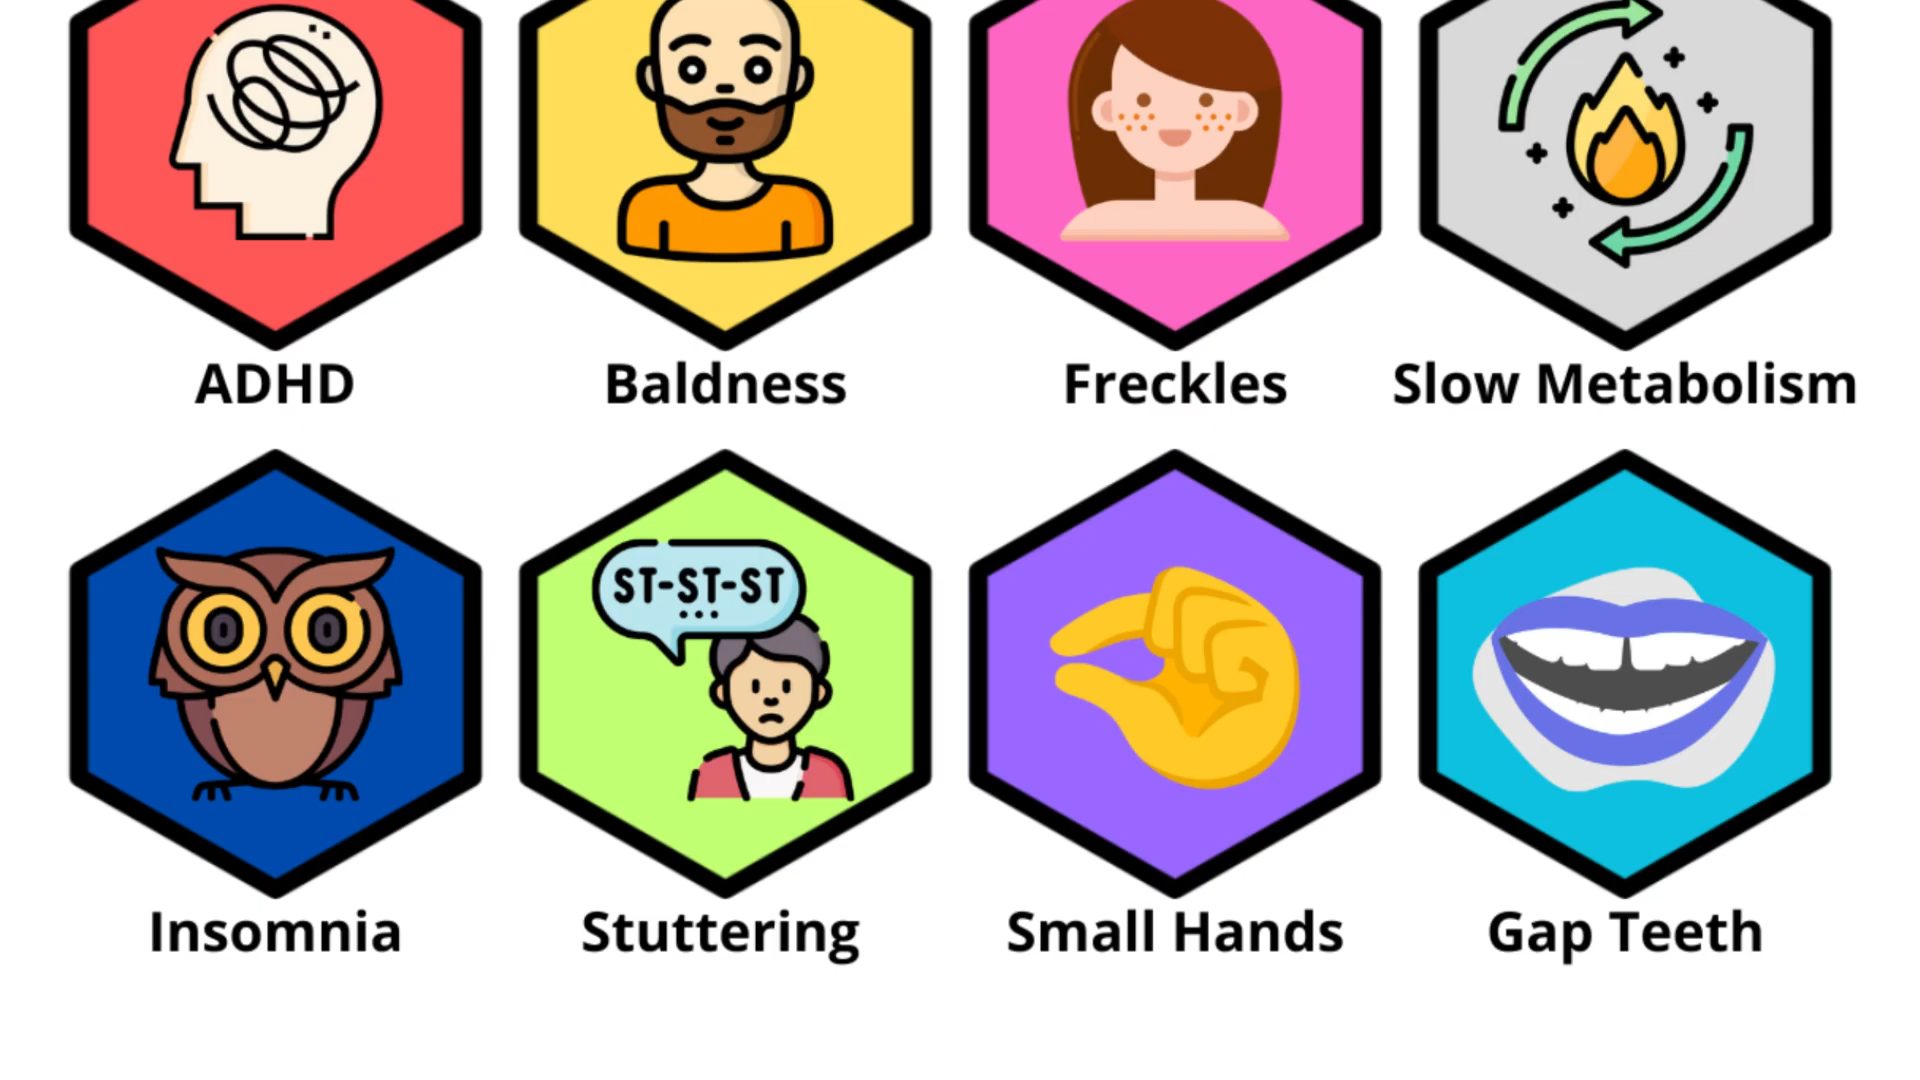 ADHD
Baldness
Freckles
Slow Metabolism
ST-ST-ST
...
Insomnia
Stuttering
Small Hands
Gap Teeth